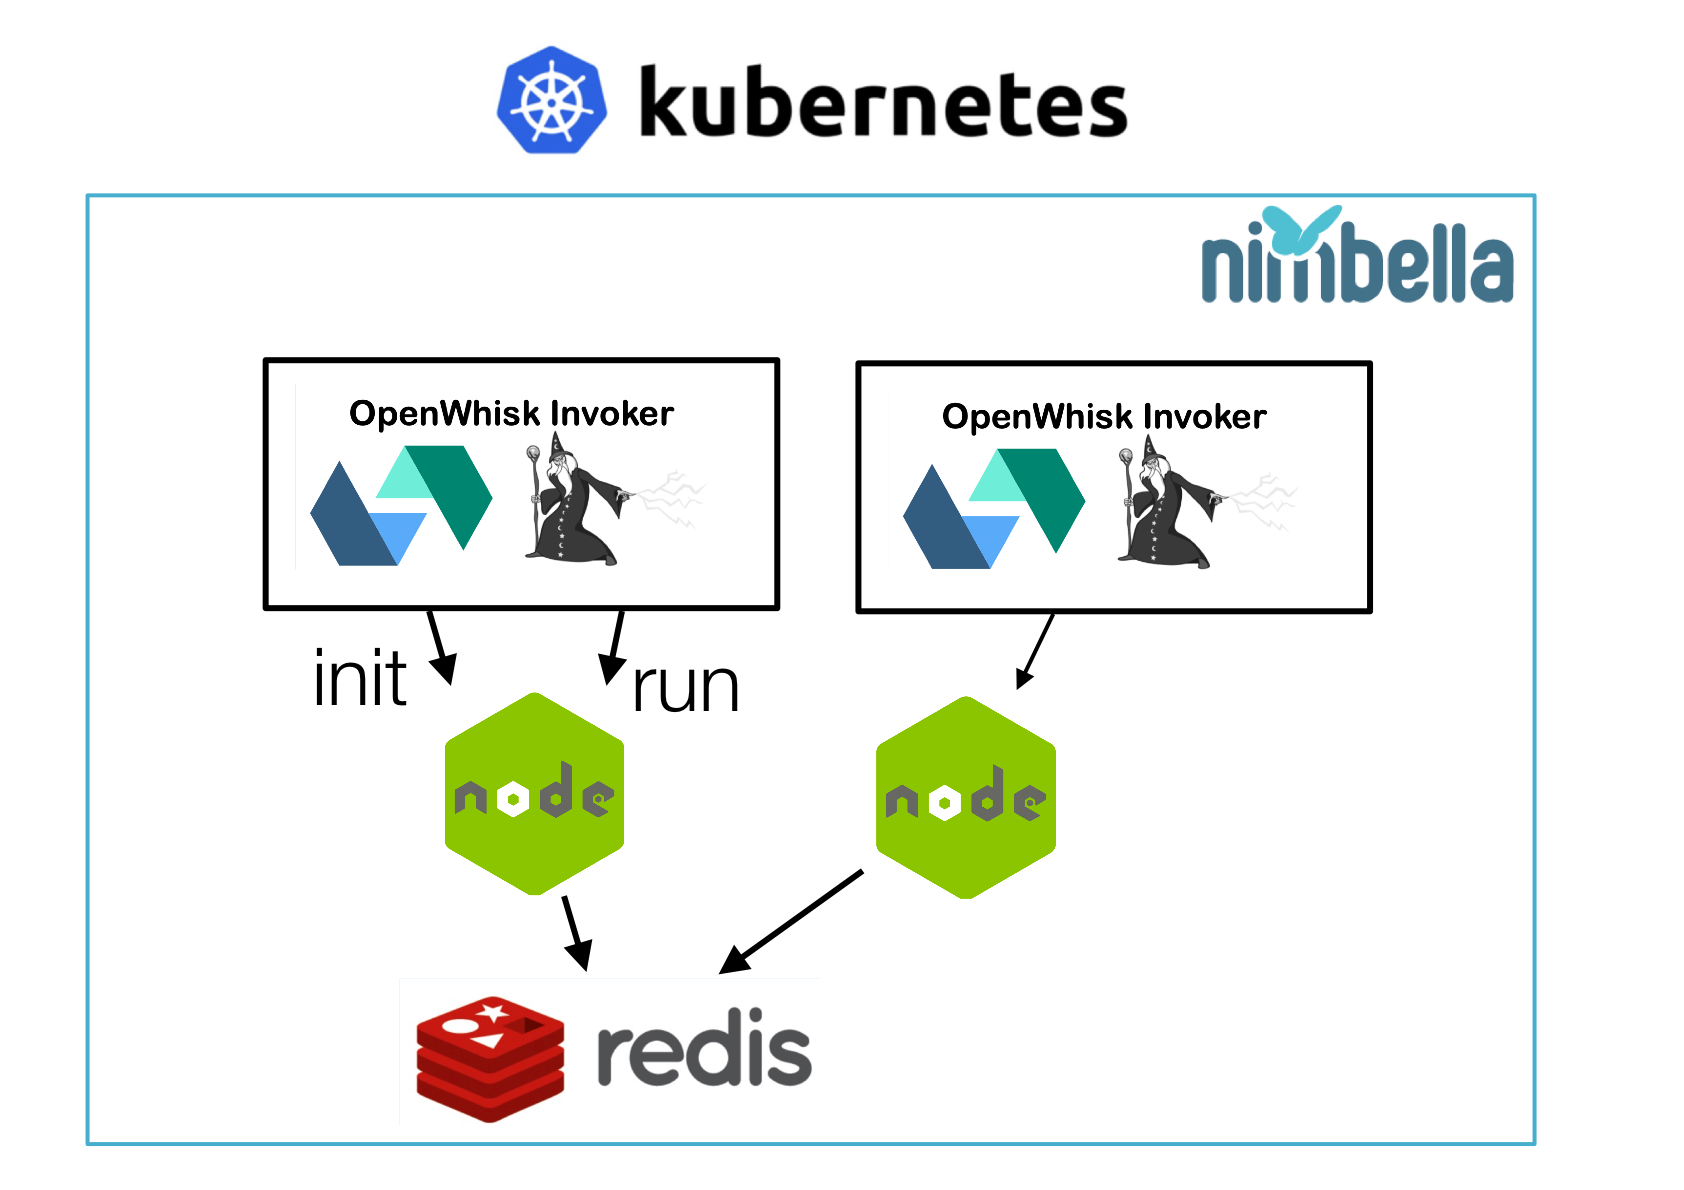 kubernetes
nimbella
OpenWhisk Invoker
OpenWhisk Invoker
init
run
node
node
redis